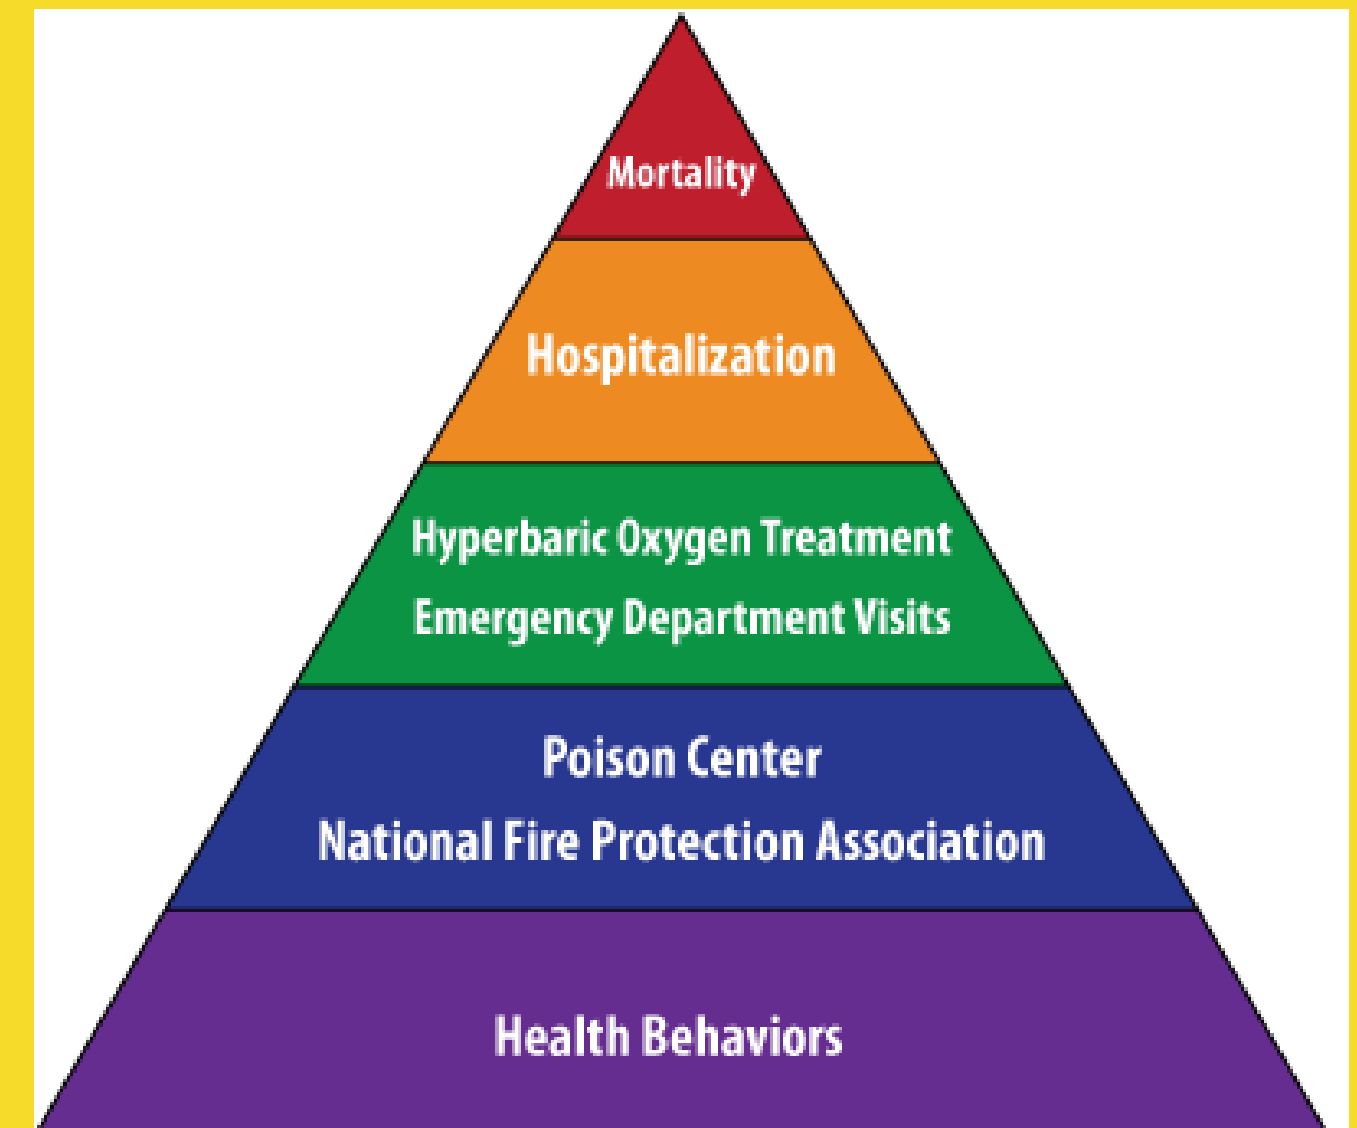 Mortality
Hospitalization
Hyperbaric Oxygen Treatment
Emergency Department Visits
Poison Center
National Fire Protection Association
Health Behaviors